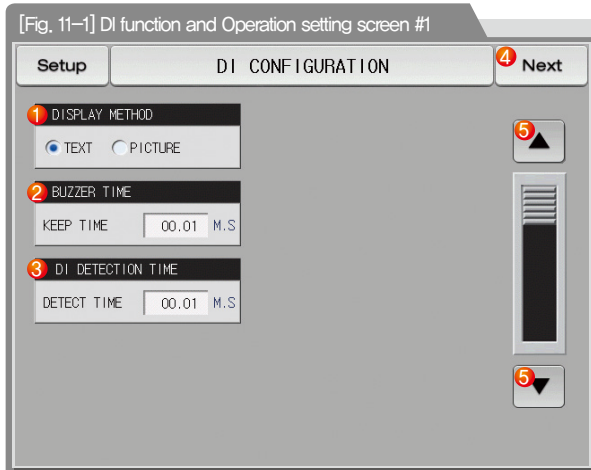 [Fig. 11-1] DI function and Operation setting screen #1
Setup
DI CONFIGURATION
4 Next
1 DISPLAY METHOD
TEXT PICTURE
5
2 BUZZER TIME
KEEP TIME 00.01 M.S
3 DI DETECTION TIME
DETECT TIME 00.01 M.S
5